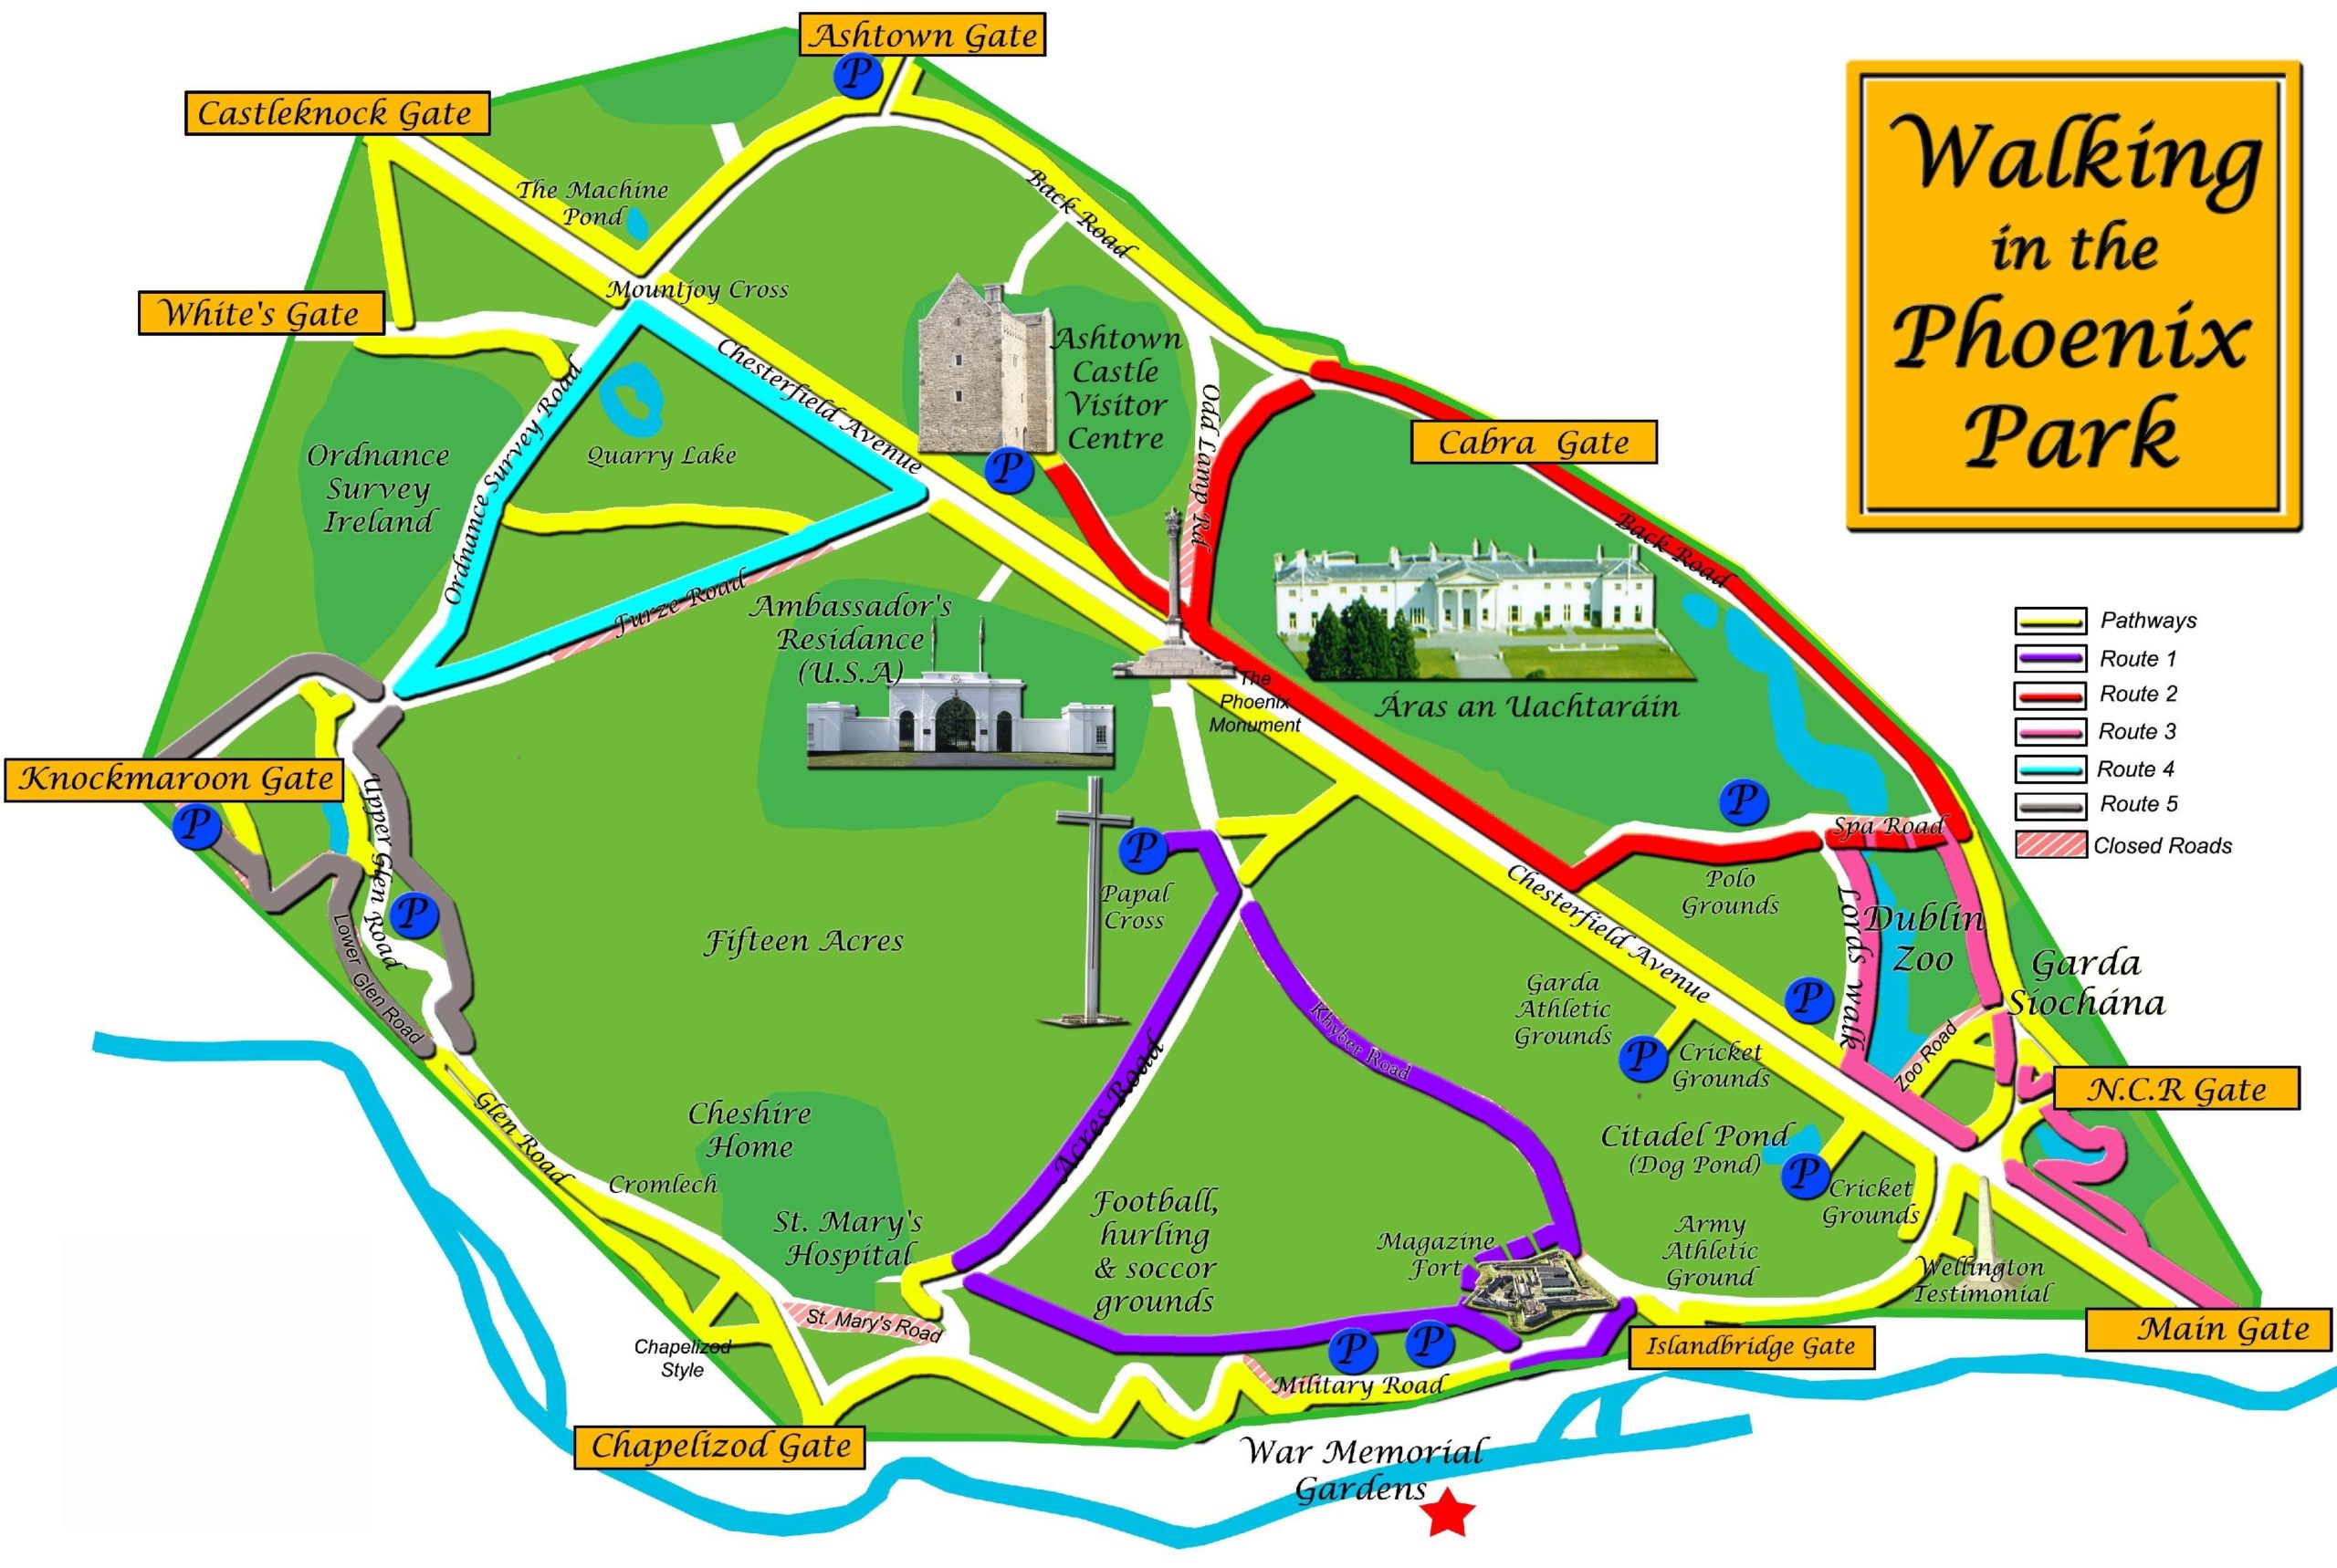 Ashtown Gate
P
Castleknock Gate
Walking
in the
Phoenix
Park
The Machine
Pond
Back Road
Mountjoy Cross
White's Gate
Chesterfield Avenue
Ashtown
Castle
Visitor
Centre
Odd Lamp Rd
Cabra Gate
Ordnance Survey Road
Quarry Lake
Ordnance
Survey
Ireland
P
Back Road
Furze Road
Ambassador's
Residance
(U.S.A)
The
Phoenix
Monument
Áras an Uachtaráin
Pathways
Route 1
Route 2
Route 3
Route 4
Route 5
Closed Roads
Knockmaroon Gate
P
Upper Glen Road
P
Lower Glen Road
P
Papal
Cross
P
Spa Road
Polo
Grounds
Chesterfield Avenue
Lords walk
Dublin
Zoo
Garda
Síochána
Fifteen Acres
Garda
Athletic
Grounds
P
Cricket
Grounds
P
Zoo Road
N.C.R Gate
Khyber Road
Acres Road
Glen Road
Cheshire
Home
Cromlech
Citadel Pond
(Dog Pond)
P
Cricket
Grounds
St. Mary's
Hospital
Football,
hurling
& soccor
grounds
Magazine
Fort
Army
Athletic
Ground
Wellington
Testimonial
St. Mary's Road
Chapelizod
Style
P
P
Military Road
Islandbridge Gate
Main Gate
Chapelizod Gate
War Memorial
Gardens